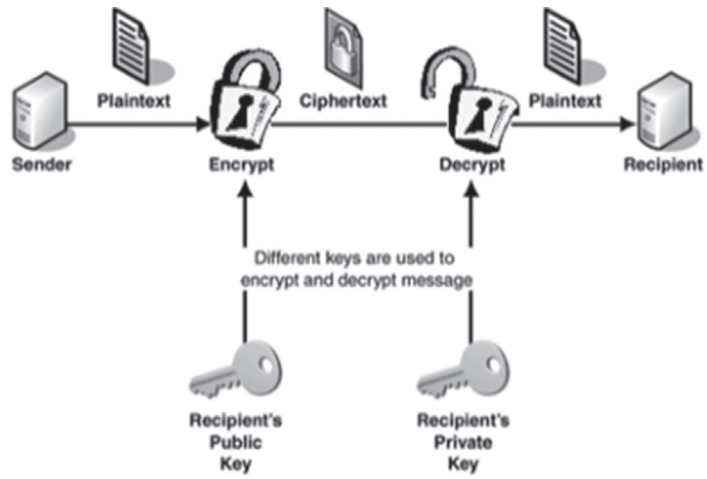 Plaintext
Ciphertext
Plaintext
Sender
Encrypt
Decrypt
Recipient
Different keys are used to
encrypt and decrypt message
Recipient's
Public
Key
Recipient's
Private
Key